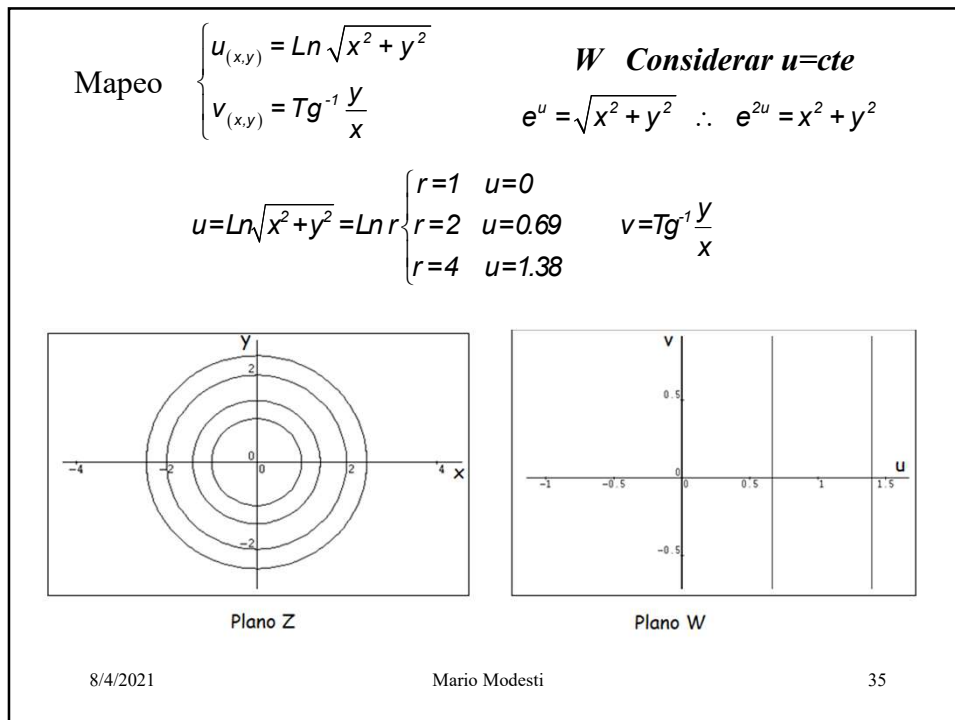 Mapeo { u(x,y) = Ln √x² + y²
v(x,y) = Tg⁻¹ y/x
W Considerar u=cte
eᵘ = √x² + y² ∴ e²ᵘ = x² + y²
u=Ln√x²+y² =Ln r { r=1 u=0
r=2 u=0.69
r=4 u=1.38
v=Tg⁻¹ y/x
y
2
0
-4 -2 0 2 4 x
-2
Plano Z
v
0.5
0
u
-1 -0.5 0 0.5 1 1.5
-0.5
Plano W
8/4/2021 Mario Modesti 35